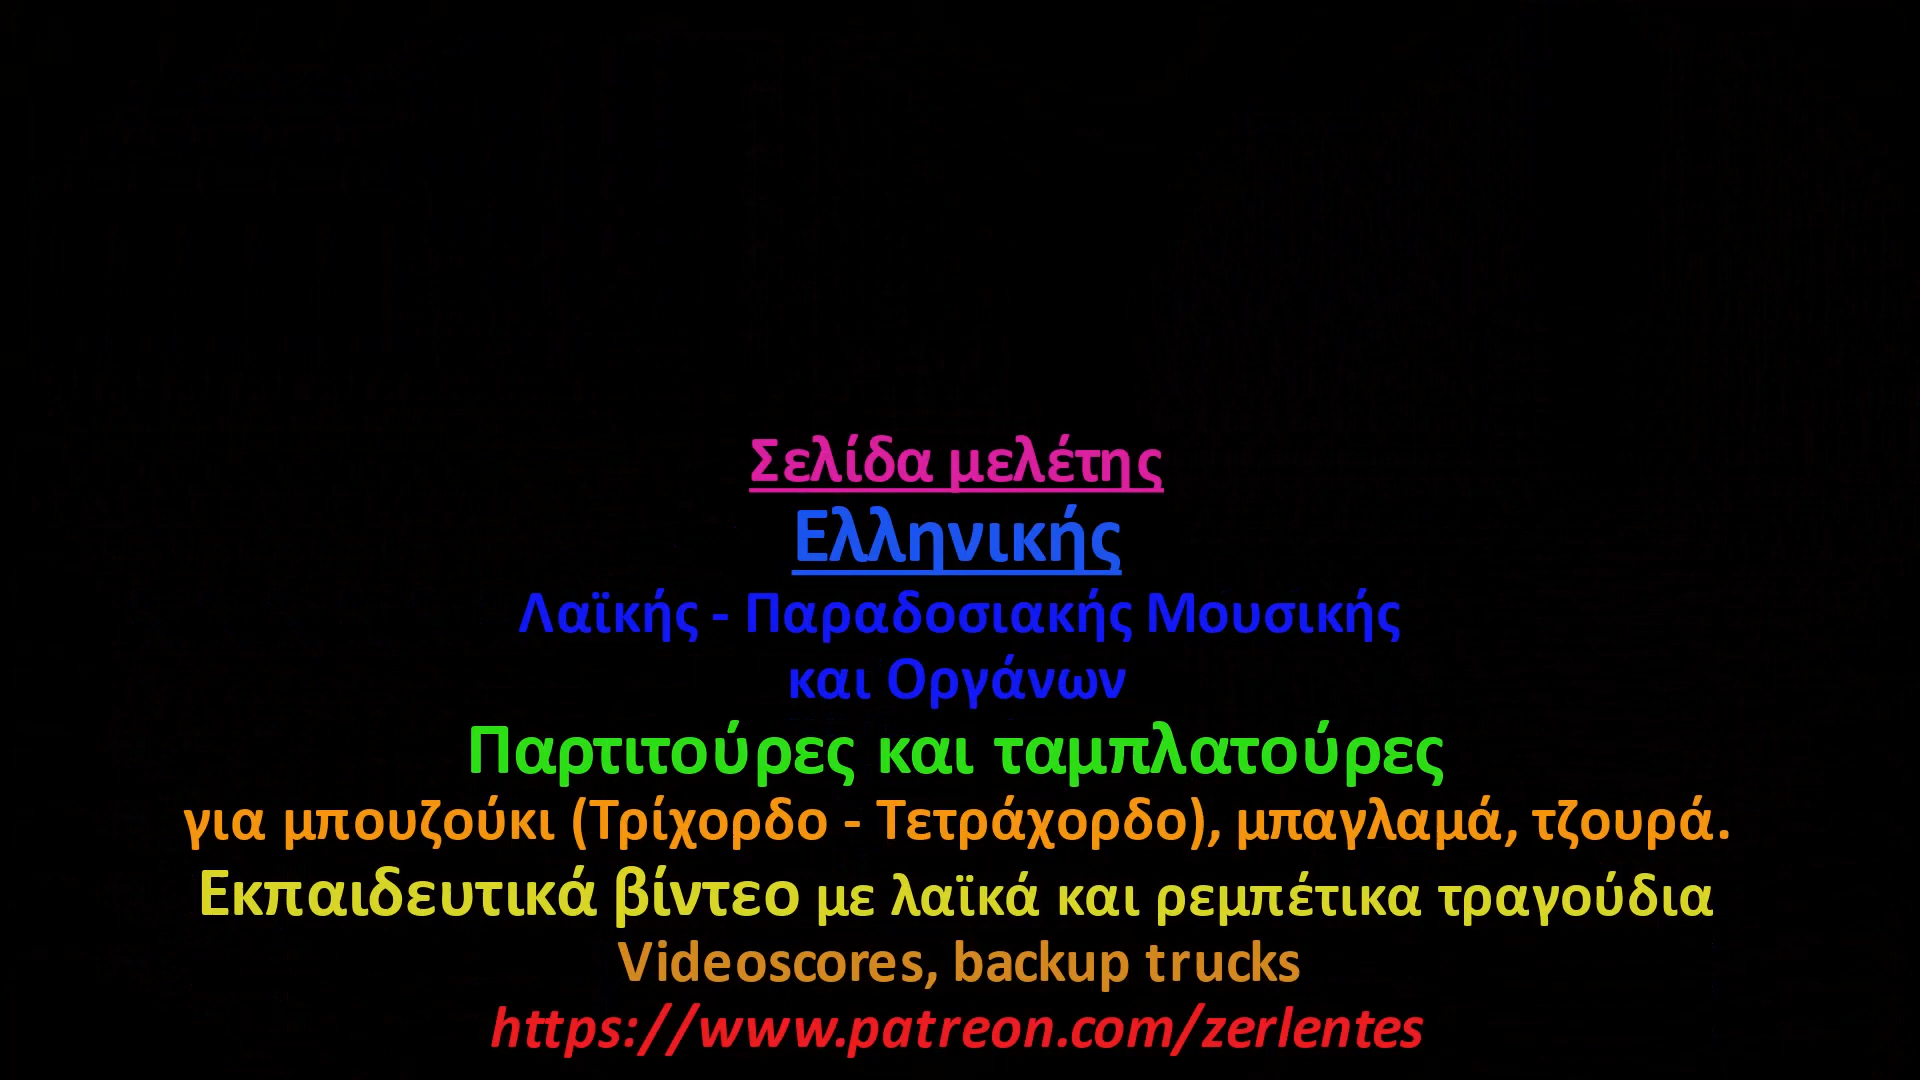 Σελίδα μελέτης
Ελληνικής
Λαϊκής - Παραδοσιακής Μουσικής
και Οργάνων
Παρτιτούρες και ταμπλατούρες
για μπουζούκι (Τρίχορδο - Τετράχορδο), μπαγλαμά, τζουρά.
Εκπαιδευτικά βίντεο με λαϊκά και ρεμπέτικα τραγούδια
Videoscores, backup trucks
https://www.patreon.com/zerlentes